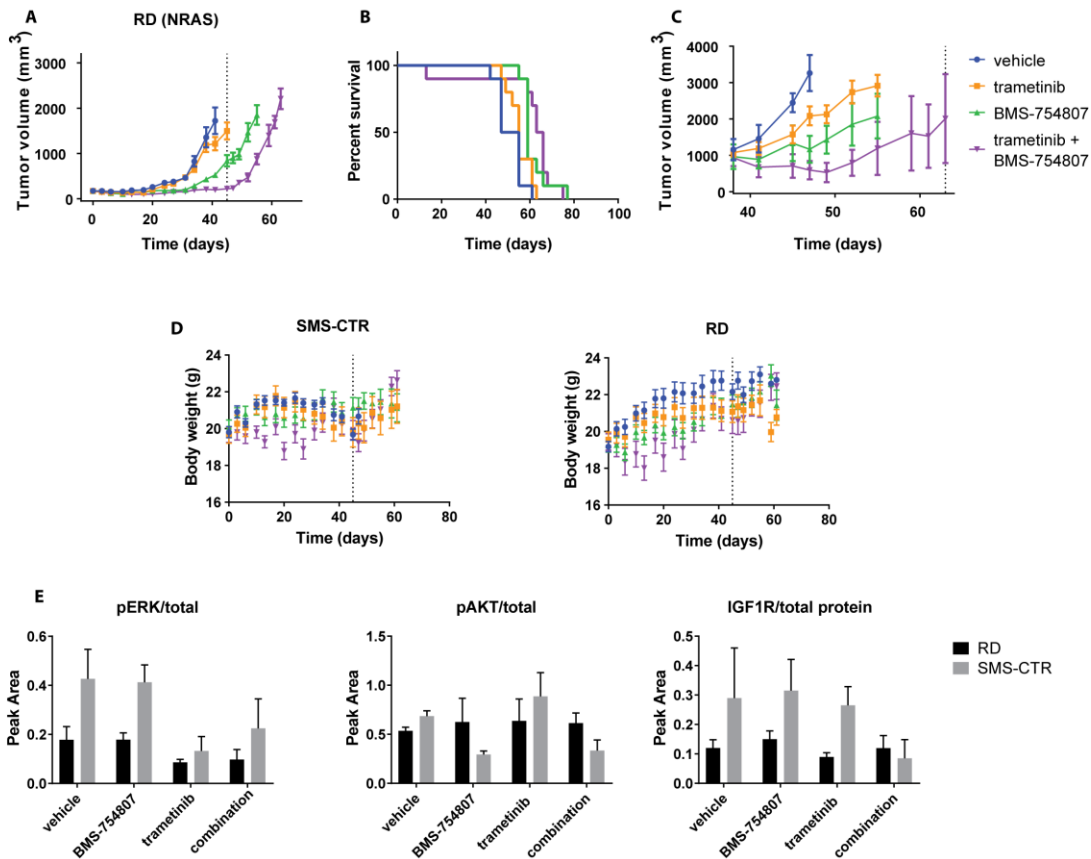 A
RD (NRAS)
Tumor volume (mm3)
3000
2000
1000
0
0
20
40
60
Time (days)
B
Percent survival
100
50
0
0
20
40
60
80
100
Time (days)
C
Tumor volume (mm3)
4000
3000
2000
1000
0
40
50
60
Time (days)
vehicle
trametinib
BMS-754807
trametinib +
BMS-754807
D
SMS-CTR
Body weight (g)
24
22
20
18
16
0
20
40
60
80
Time (days)
RD
Body weight (g)
24
22
20
18
16
0
20
40
60
80
Time (days)
E
pERK/total
Peak Area
0.6
0.4
0.2
0.0
vehicle
BMS-754807
trametinib
combination
pAKT/total
Peak Area
1.5
1.0
0.5
0.0
vehicle
BMS-754807
trametinib
combination
IGF1R/total protein
Peak Area
0.5
0.4
0.3
0.2
0.1
0.0
vehicle
BMS-754807
trametinib
combination
RD
SMS-CTR